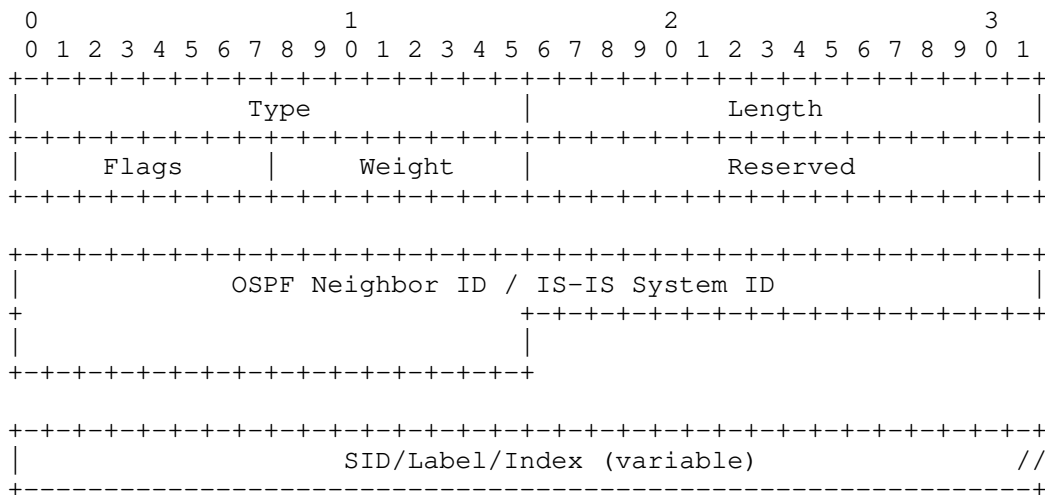 0                   1                   2                   3
 0 1 2 3 4 5 6 7 8 9 0 1 2 3 4 5 6 7 8 9 0 1 2 3 4 5 6 7 8 9 0 1
+-+-+-+-+-+-+-+-+-+-+-+-+-+-+-+-+-+-+-+-+-+-+-+-+-+-+-+-+-+-+-+-+
|              Type             |            Length             |
+-+-+-+-+-+-+-+-+-+-+-+-+-+-+-+-+-+-+-+-+-+-+-+-+-+-+-+-+-+-+-+-+
|     Flags     |     Weight    |            Reserved           |
+-+-+-+-+-+-+-+-+-+-+-+-+-+-+-+-+-+-+-+-+-+-+-+-+-+-+-+-+-+-+-+-+

+-+-+-+-+-+-+-+-+-+-+-+-+-+-+-+-+-+-+-+-+-+-+-+-+-+-+-+-+-+-+-+-+
|             OSPF Neighbor ID / IS-IS System ID                |
+                               +-+-+-+-+-+-+-+-+-+-+-+-+-+-+-+-+
|                               |
+-+-+-+-+-+-+-+-+-+-+-+-+-+-+-+-+

+-+-+-+-+-+-+-+-+-+-+-+-+-+-+-+-+-+-+-+-+-+-+-+-+-+-+-+-+-+-+-+-+
|                    SID/Label/Index (variable)                //
+---------------------------------------------------------------+